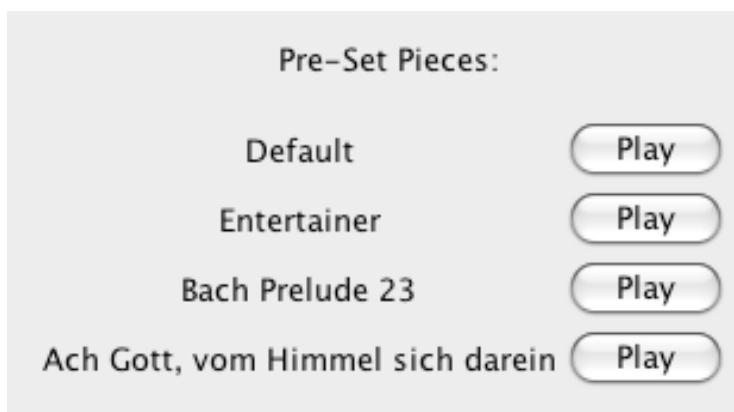 Pre-Set Pieces:
Default Play
Entertainer Play
Bach Prelude 23 Play
Ach Gott, vom Himmel sich darein Play